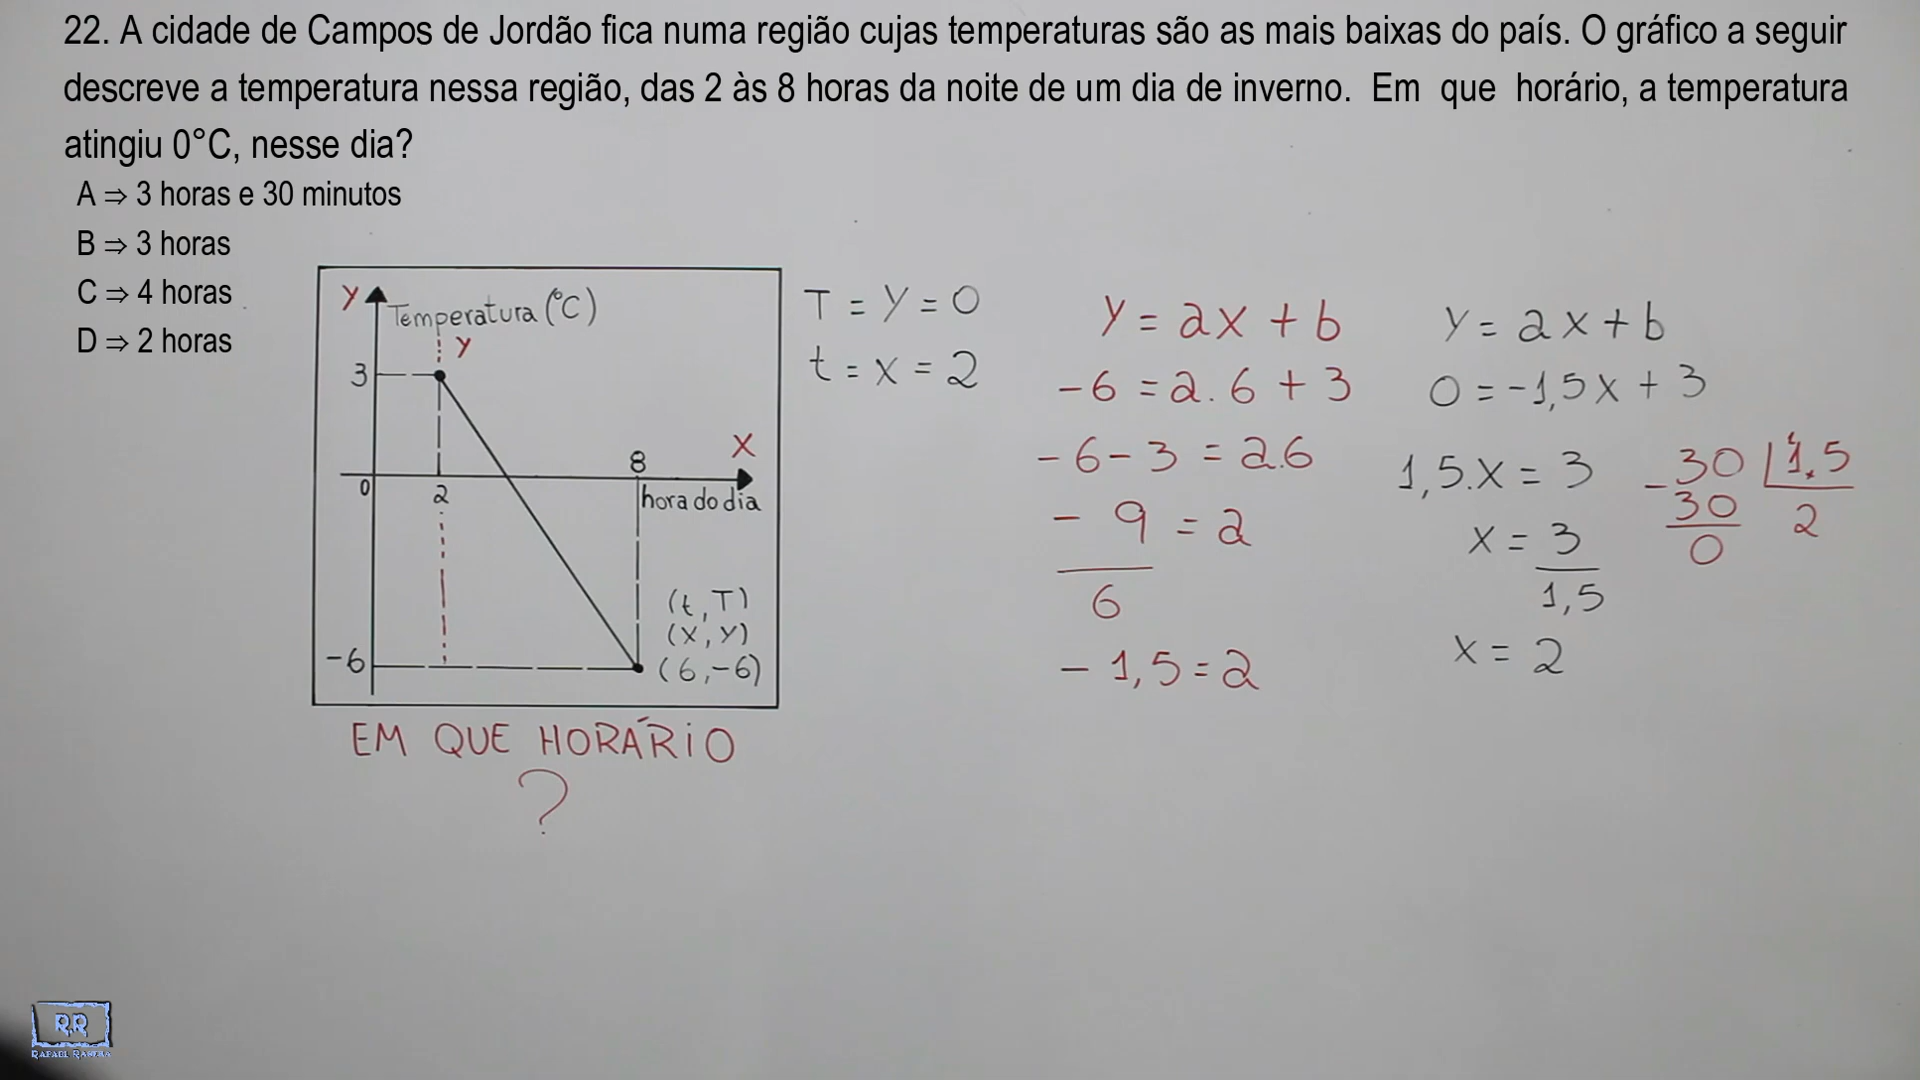 22. A cidade de Campos de Jordão fica numa região cujas temperaturas são as mais baixas do país. O gráfico a seguir
descreve a temperatura nessa região, das 2 às 8 horas da noite de um dia de inverno. Em que horário, a temperatura
atingiu 0°C, nesse dia?
A ⇒ 3 horas e 30 minutos
B ⇒ 3 horas
C ⇒ 4 horas
D ⇒ 2 horas
y Temperatura (°C)
y
3
x
8
0
2
hora do dia
(t, T)
(x, y)
-6
(6, -6)
EM QUE HORÁRIO
?
T = y = 0
t = x = 2
y = ax + b
-6 = a.6 + 3
-6-3 = a.6
-9 = a
6
-1,5 = a
y = ax + b
0 = -1,5x + 3
1,5.x = 3
x = 3
1,5
x = 2
-30 1,5
30 2
0
RR
RAFAEL RANERA